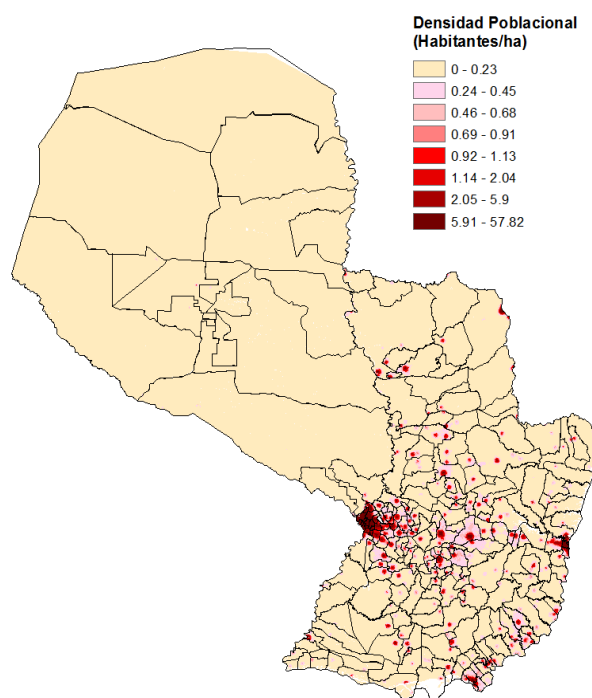 Densidad Poblacional
(Habitantes/ha)
0 - 0.23
0.24 - 0.45
0.46 - 0.68
0.69 - 0.91
0.92 - 1.13
1.14 - 2.04
2.05 - 5.9
5.91 - 57.82